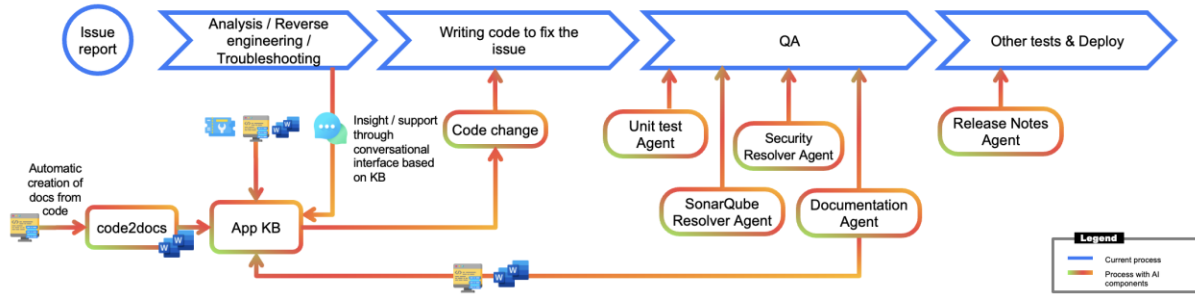 Issue
report
Analysis / Reverse
engineering /
Troubleshooting
Writing code to fix the
issue
QA
Other tests & Deploy
Insight / support
through
conversational
interface based
on KB
Code change
Unit test
Agent
Security
Resolver Agent
Release Notes
Agent
Automatic
creation of
docs from
code
code2docs
App KB
SonarQube
Resolver Agent
Documentation
Agent
Legend
Current process
Process with AI
components